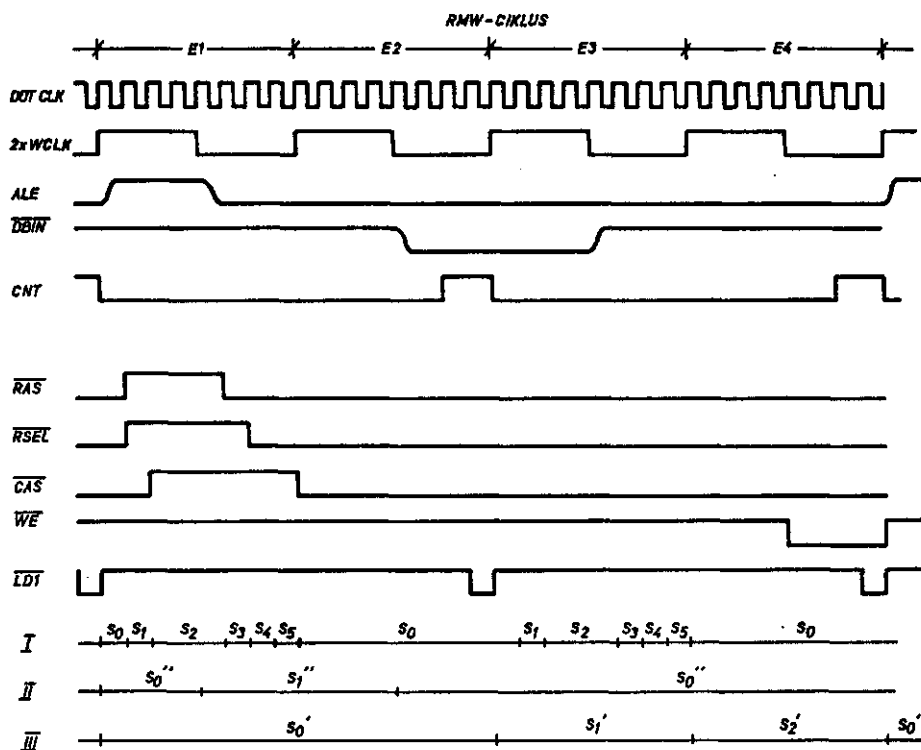 RMW-CIKLUS
E1 E2 E3 E4
DOT CLK
2xWCLK
ALE
DBIN
CNT
RAS
RSEL
CAS
WE
LD1
I S0 S1 S2 S3 S4 S5 S0 S1 S2 S3 S4 S5 S0
II S0'' S1'' S0''
III S0' S1' S2' S0'